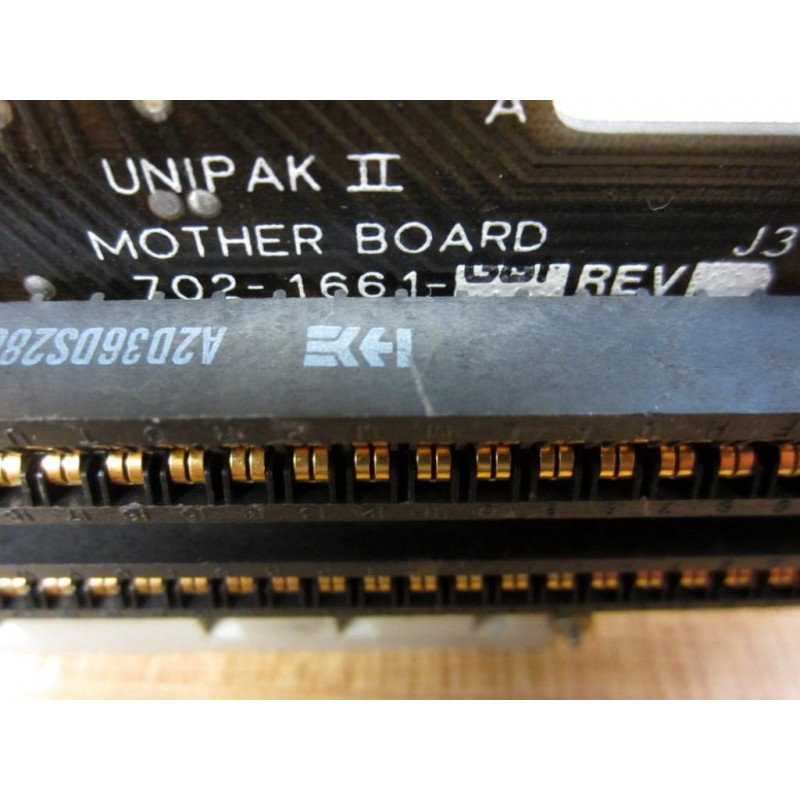 A
UNIPAK II
MOTHER BOARD
J3
702-1661- REV
A2D36DS28